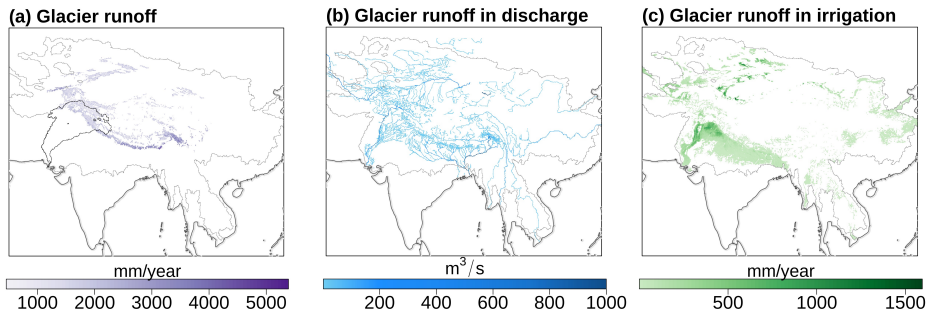 (a) Glacier runoff
(b) Glacier runoff in discharge
(c) Glacier runoff in irrigation
mm/year
1000 2000 3000 4000 5000
m³/s
200 400 600 800 1000
mm/year
500 1000 1500